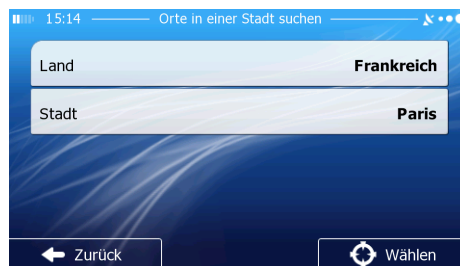 15:14 Orte in einer Stadt suchen
Land Frankreich
Stadt Paris
Zurück Wählen